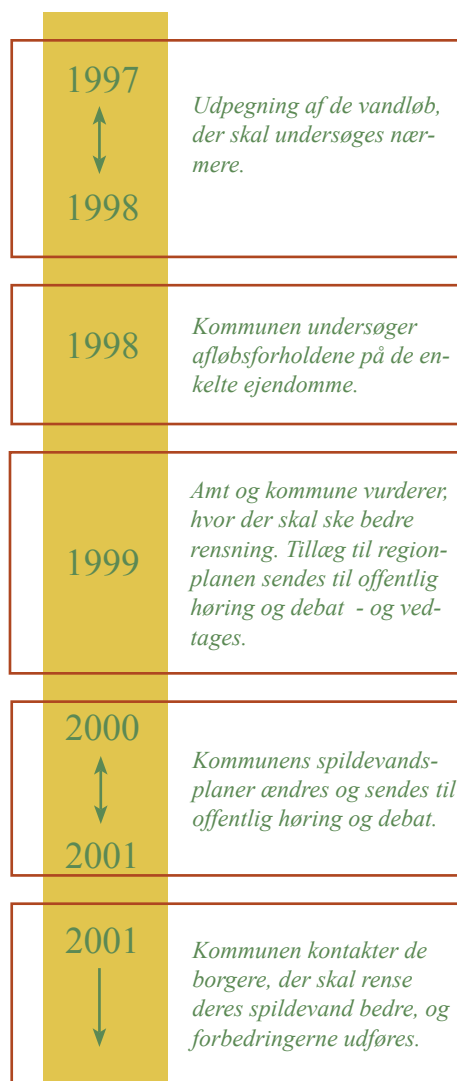 1997
1998
Udpegning af de vandløb,
der skal undersøges nær-
mere.
1998
Kommunen undersøger
afløbsforholdene på de en-
kelte ejendomme.
1999
Amt og kommune vurderer,
hvor der skal ske bedre
rensning. Tillæg til region-
planen sendes til offentlig
høring og debat - og ved-
tages.
2000
2001
Kommunens spildevands-
planer ændres og sendes til
offentlig høring og debat.
2001
Kommunen kontakter de
borgere, der skal rense
deres spildevand bedre, og
forbedringerne udføres.